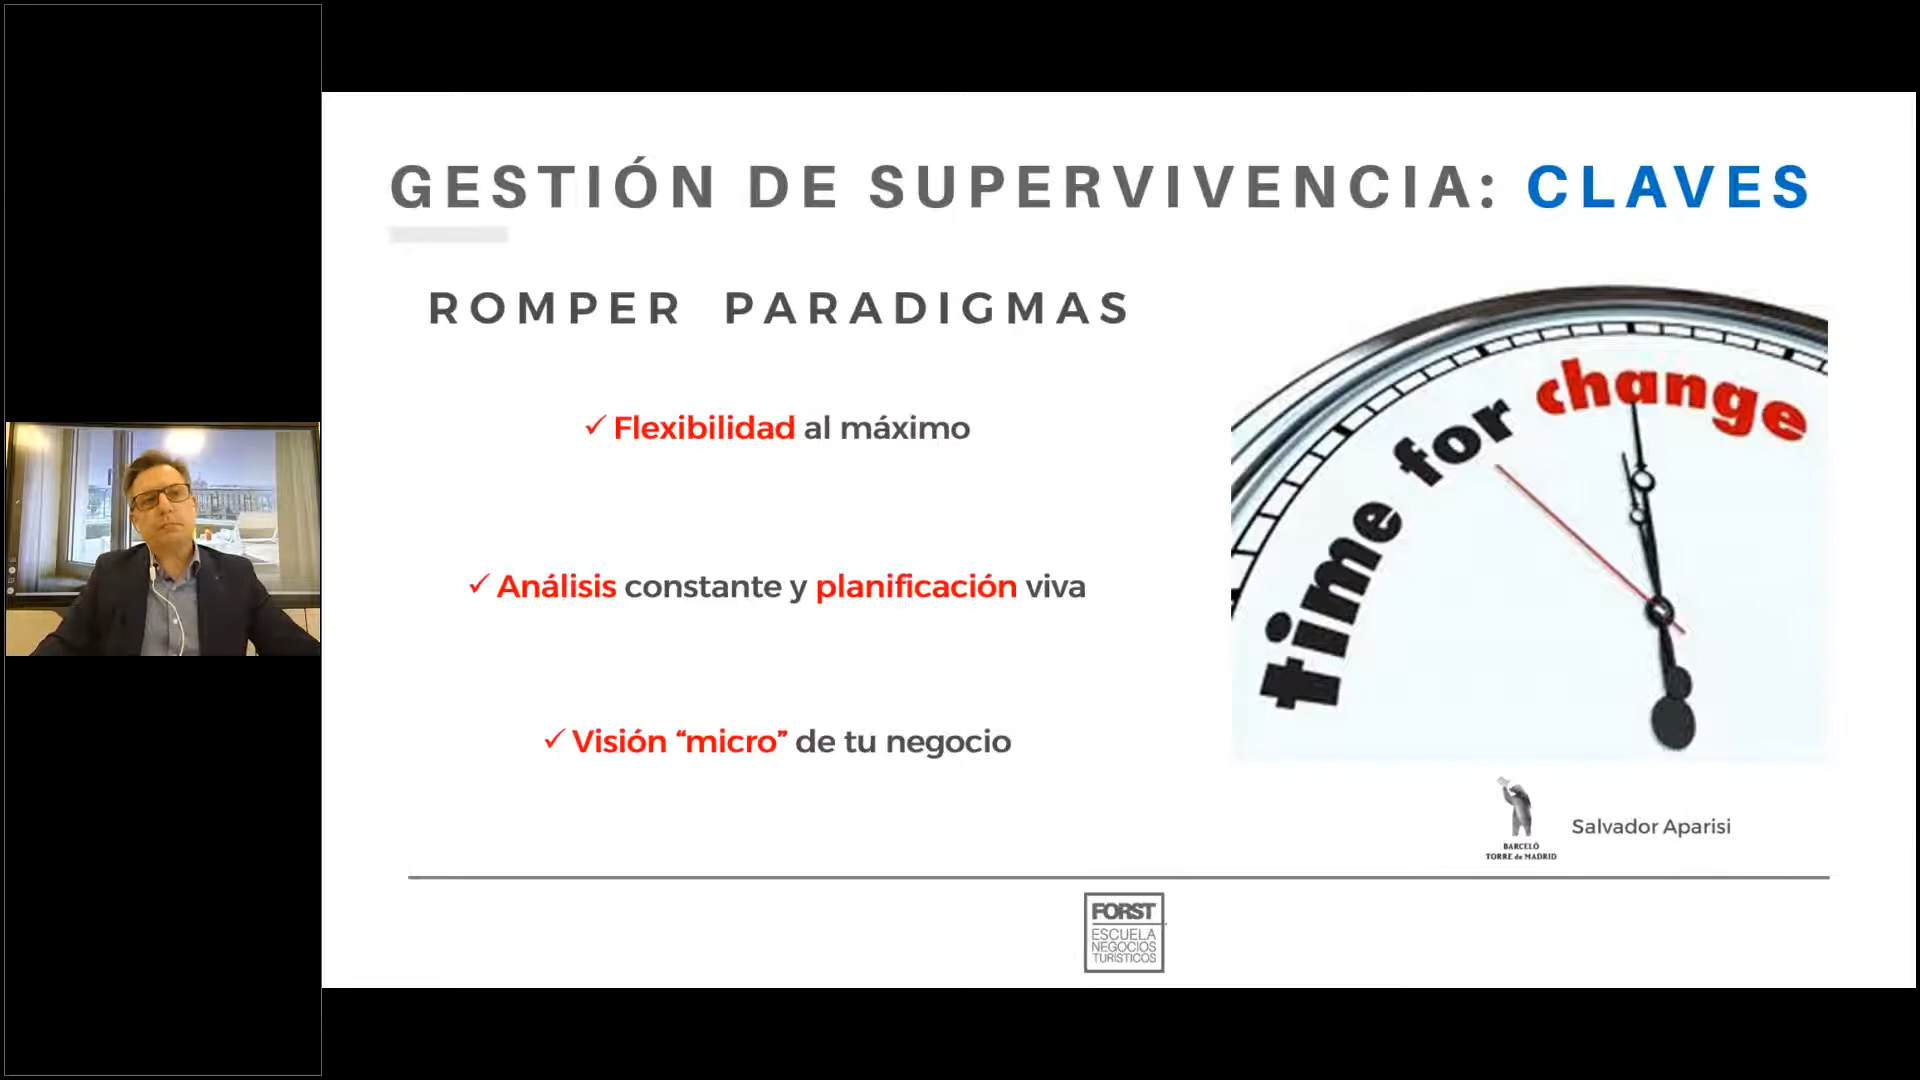 GESTIÓN DE SUPERVIVENCIA: CLAVES
ROMPER PARADIGMAS
✓ Flexibilidad al máximo
✓ Análisis constante y planificación viva
✓ Visión “micro” de tu negocio
time for change
BARCELÓ
TORRE de MADRID
Salvador Aparisi
FORST
ESCUELA
NEGOCIOS
TURÍSTICOS